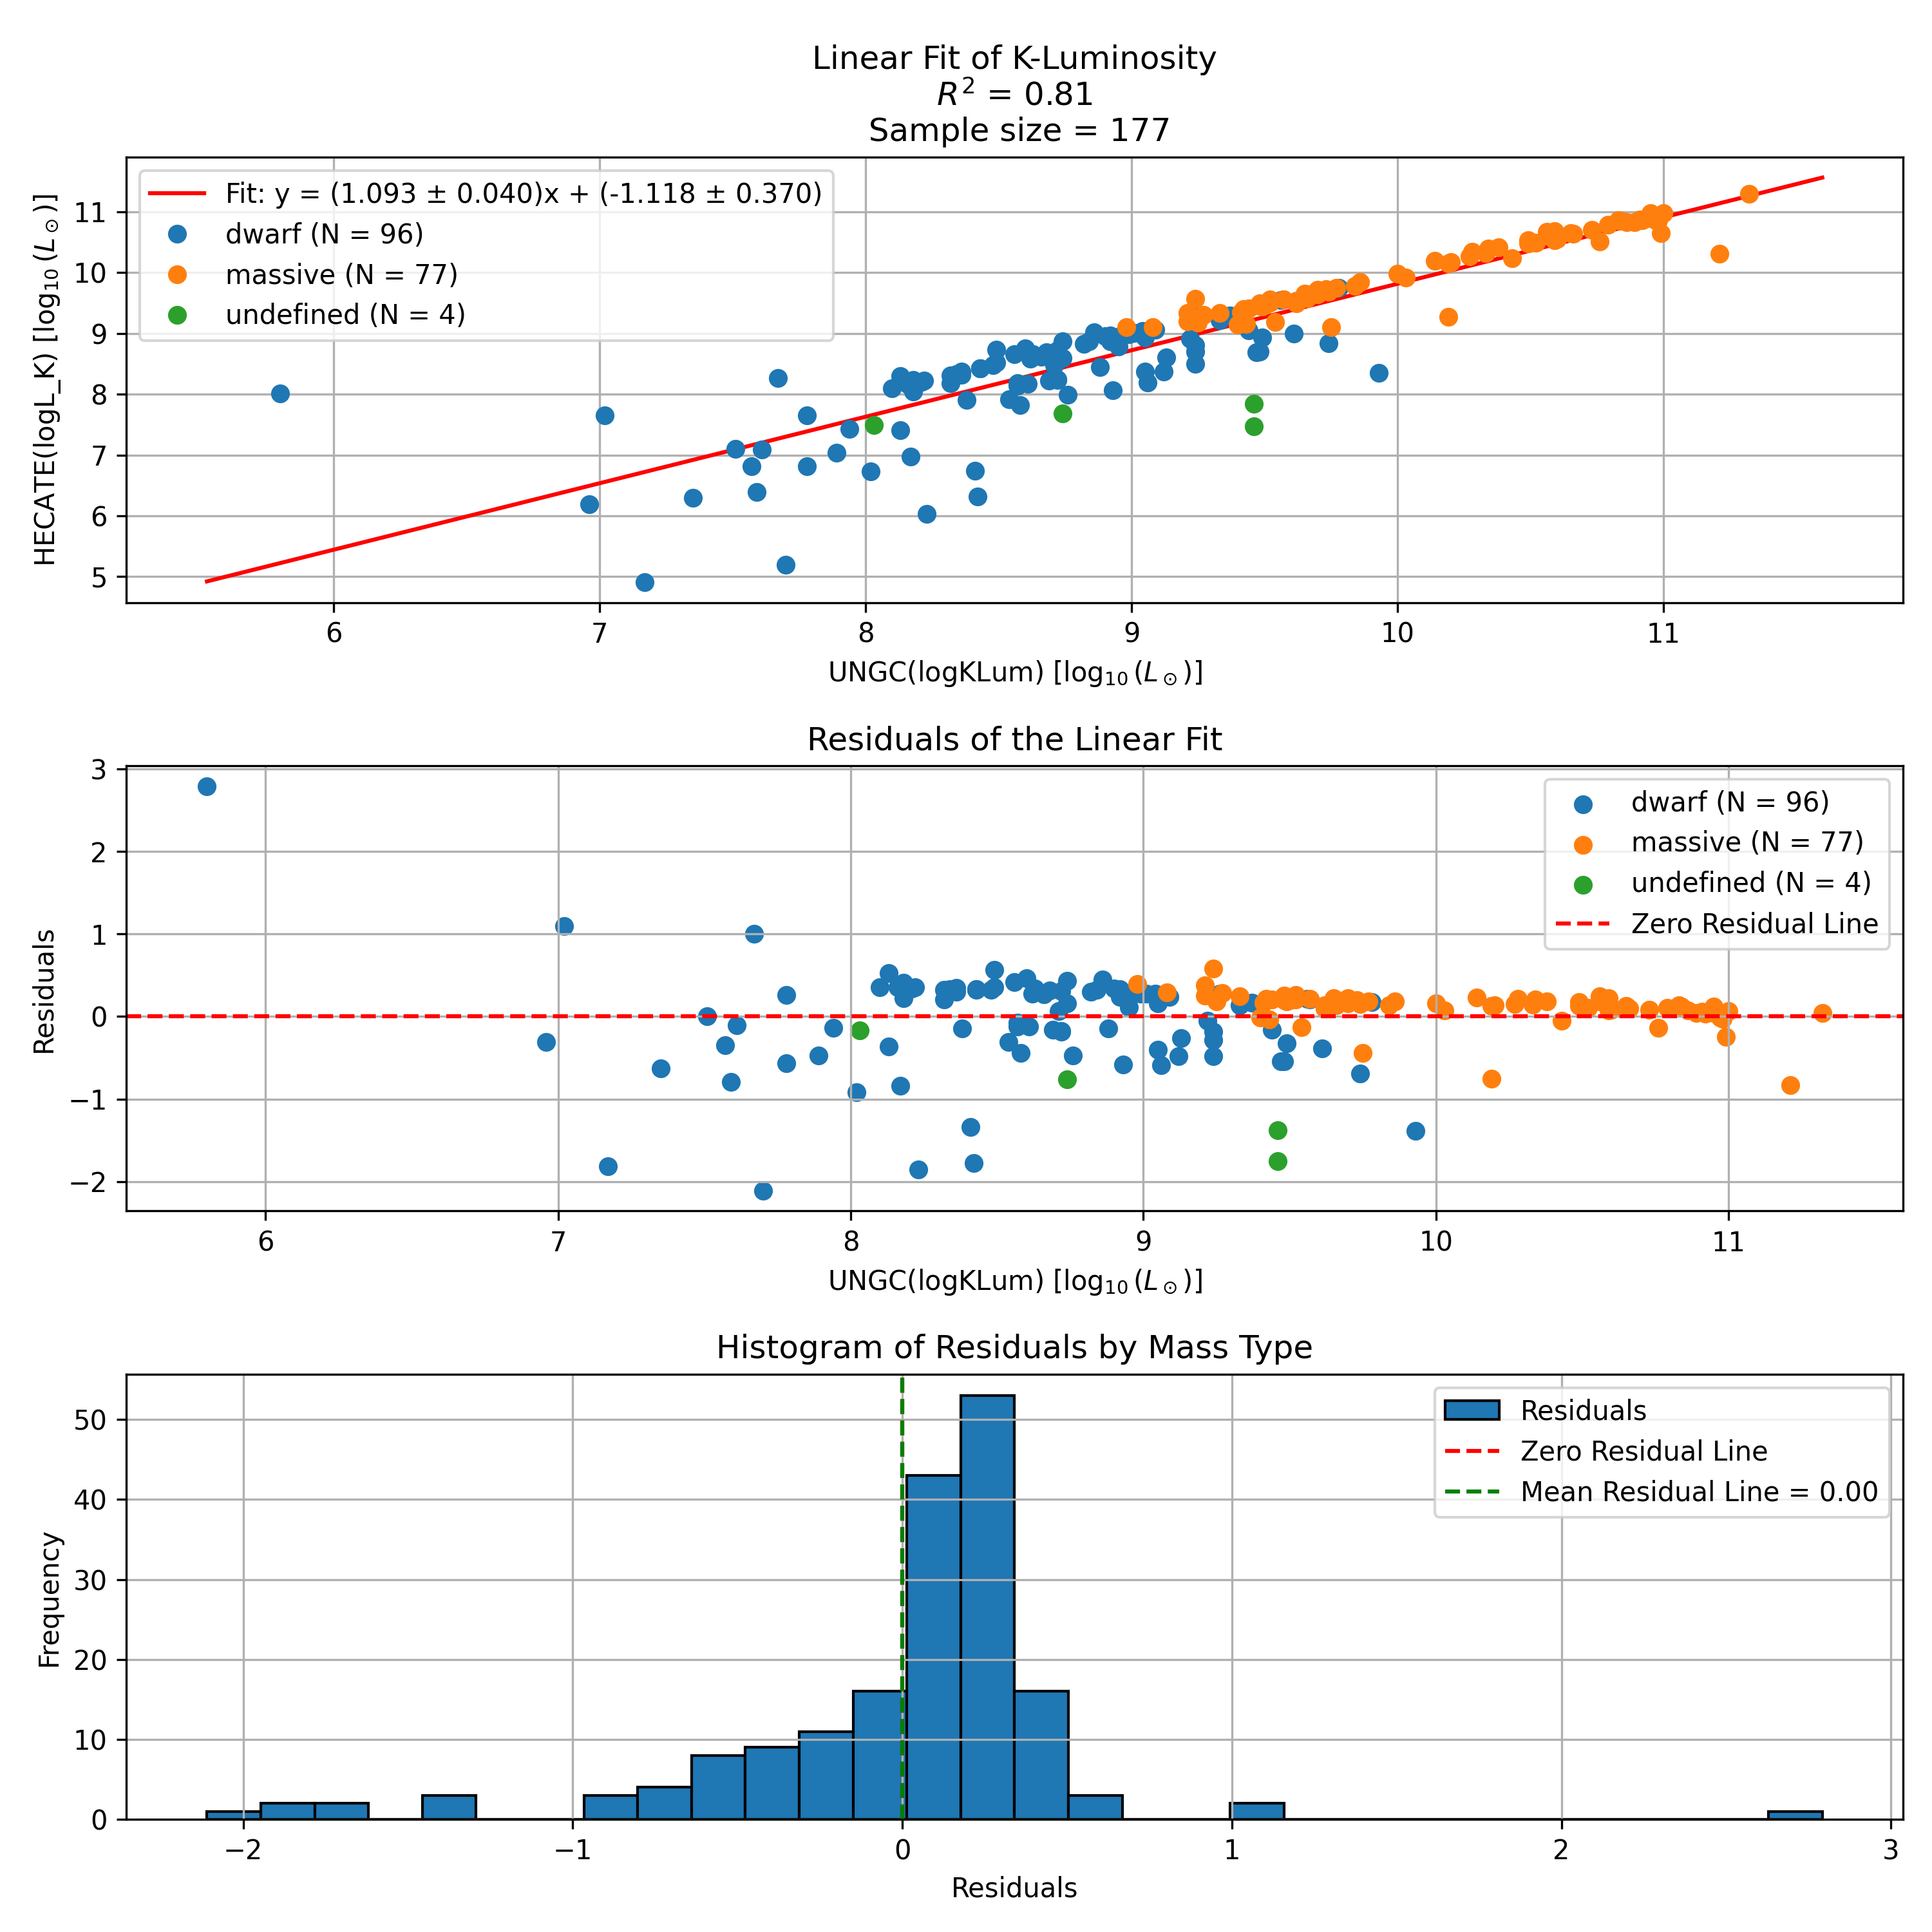 Linear Fit of K-Luminosity
R² = 0.81
Sample size = 177
Fit: y = (1.093 ± 0.040)x + (-1.118 ± 0.370)
dwarf (N = 96)
massive (N = 77)
undefined (N = 4)
HECATE(logL_K) [log₁₀(L⊙)]
11
10
9
8
7
6
5
6 7 8 9 10 11
UNGC(logKLum) [log₁₀(L⊙)]
Residuals of the Linear Fit
dwarf (N = 96)
massive (N = 77)
undefined (N = 4)
Zero Residual Line
Residuals
3
2
1
0
−1
−2
6 7 8 9 10 11
UNGC(logKLum) [log₁₀(L⊙)]
Histogram of Residuals by Mass Type
Residuals
Zero Residual Line
Mean Residual Line = 0.00
Frequency
50
40
30
20
10
0
−2 −1 0 1 2 3
Residuals